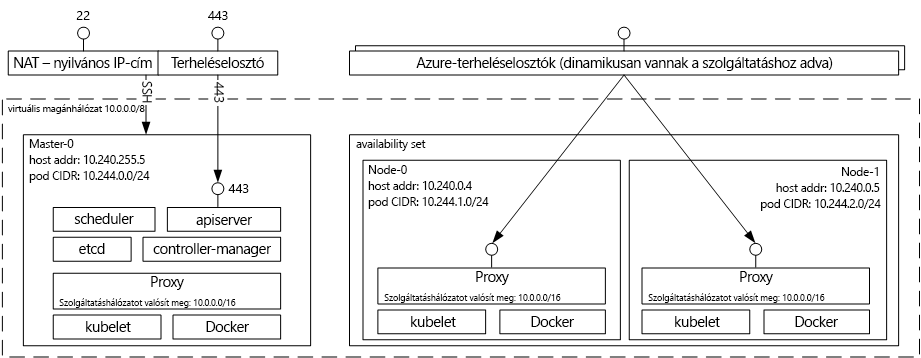 22
443
NAT – nyilvános IP-cím
Terheléselosztó
Azure-terheléselosztók (dinamikusan vannak a szolgáltatáshoz adva)
SSH
443
virtuális magánhálózat 10.0.0.0/8
Master-0
host addr: 10.240.255.5
pod CIDR: 10.244.0.0/24
443
scheduler
apiserver
etcd
controller-manager
Proxy
Szolgáltatáshálózatot valósít meg: 10.0.0.0/16
kubelet
Docker
availability set
Node-0
host addr: 10.240.0.4
pod CIDR: 10.244.1.0/24
Proxy
Szolgáltatáshálózatot valósít meg: 10.0.0.0/16
kubelet
Docker
Node-1
host addr: 10.240.0.5
pod CIDR: 10.244.2.0/24
Proxy
Szolgáltatáshálózatot valósít meg: 10.0.0.0/16
kubelet
Docker